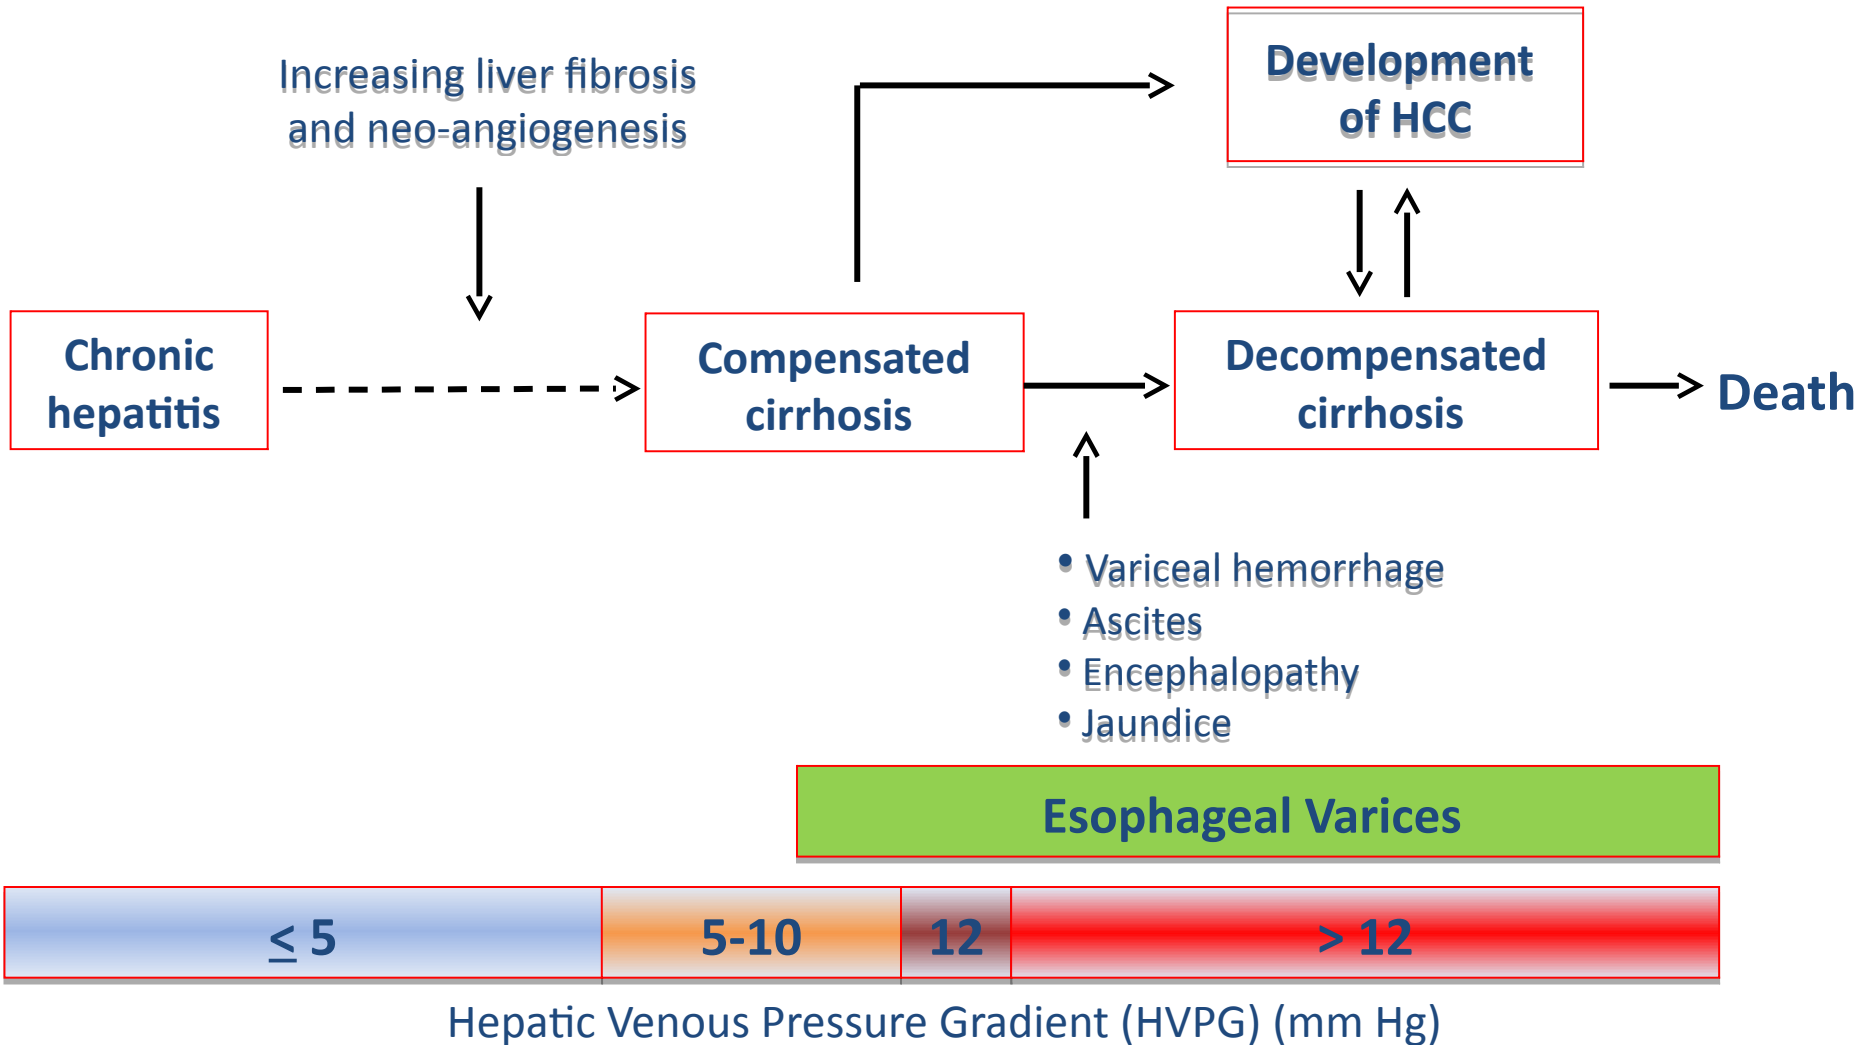 Increasing liver fibrosis
and neo-angiogenesis
Development
of HCC
Chronic
hepatitis
Compensated
cirrhosis
Decompensated
cirrhosis
Death
• Variceal hemorrhage
• Ascites
• Encephalopathy
• Jaundice
Esophageal Varices
≤ 5
5-10
12
> 12
Hepatic Venous Pressure Gradient (HVPG) (mm Hg)